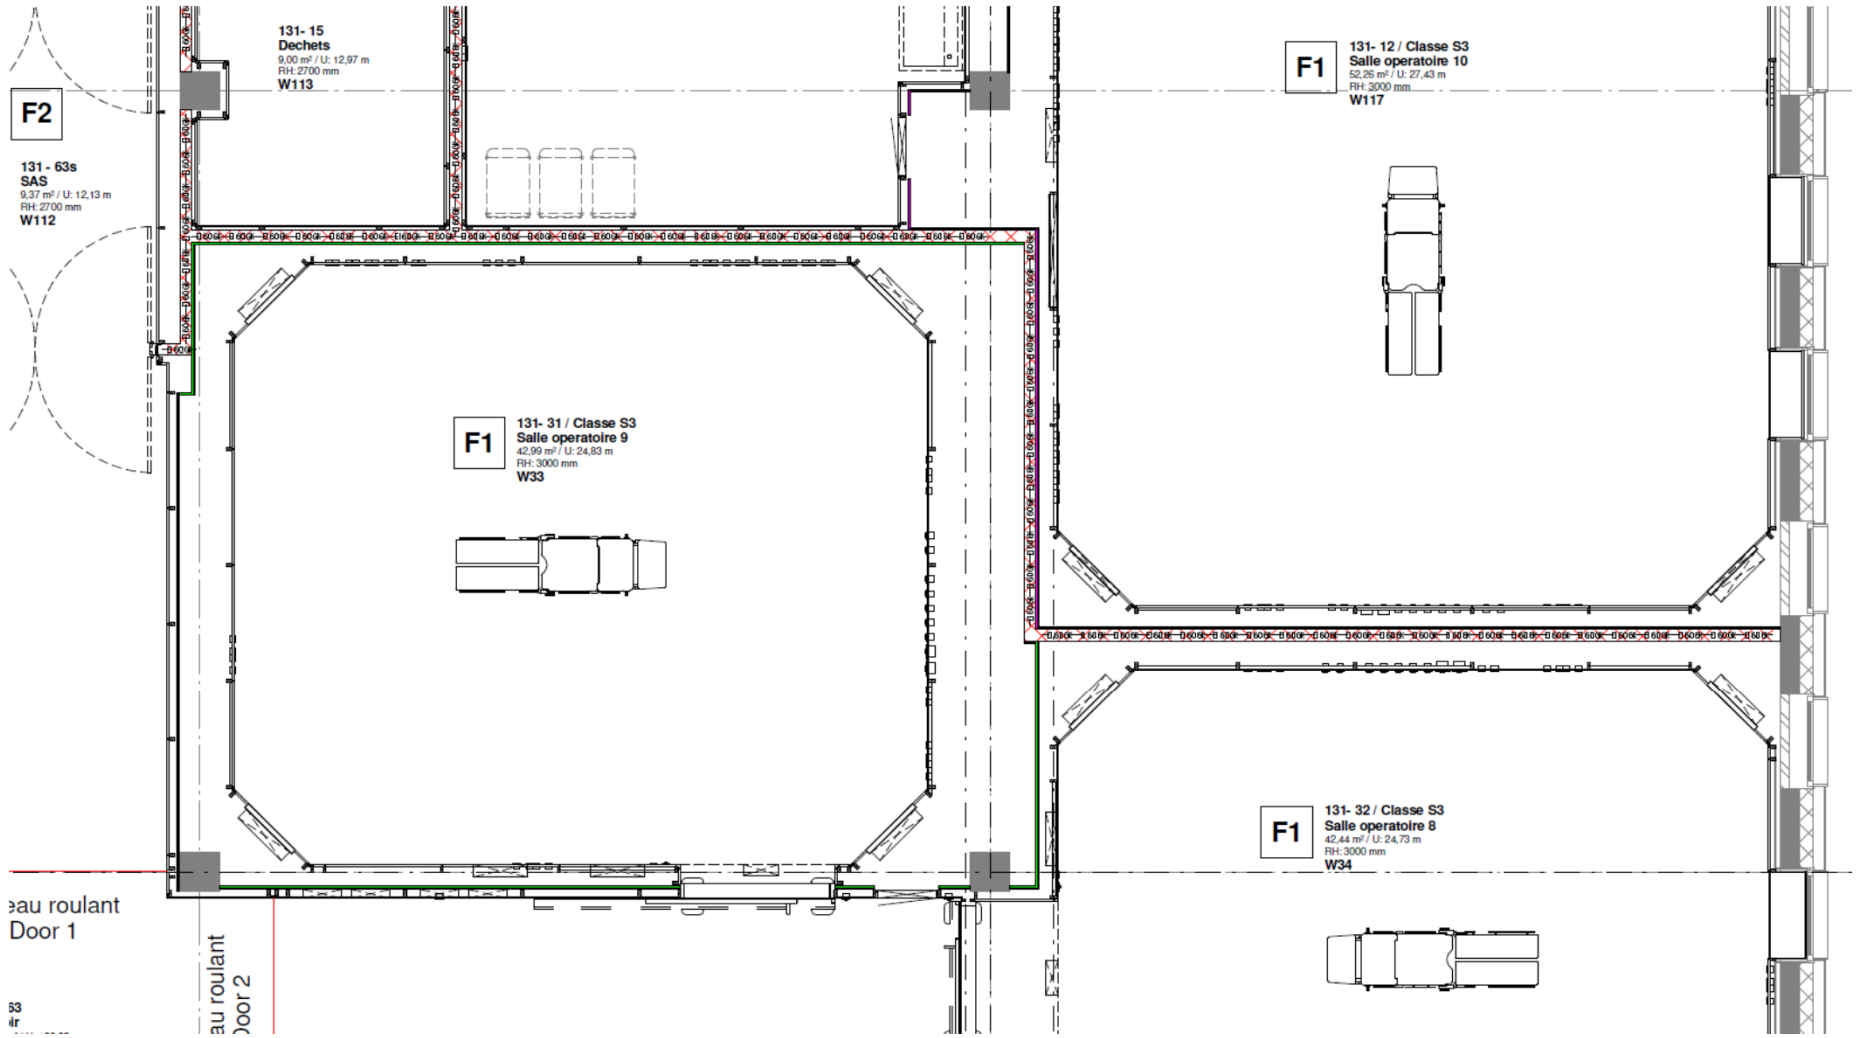 131- 15
Dechets
9,00 m² / U: 12,97 m
RH: 2700 mm
W113
F2
131 - 63s
SAS
9,37 m² / U: 12,13 m
RH: 2700 mm
W112
F1
131- 12 / Classe S3
Salle operatoire 10
52,26 m² / U: 27,43 m
RH: 3000 mm
W117
F1
131- 31 / Classe S3
Salle operatoire 9
42,99 m² / U: 24,83 m
RH: 3000 mm
W33
F1
131- 32 / Classe S3
Salle operatoire 8
42,44 m² / U: 24,73 m
RH: 3000 mm
W34
eau roulant
Door 1
au roulant
Door 2
63
ir